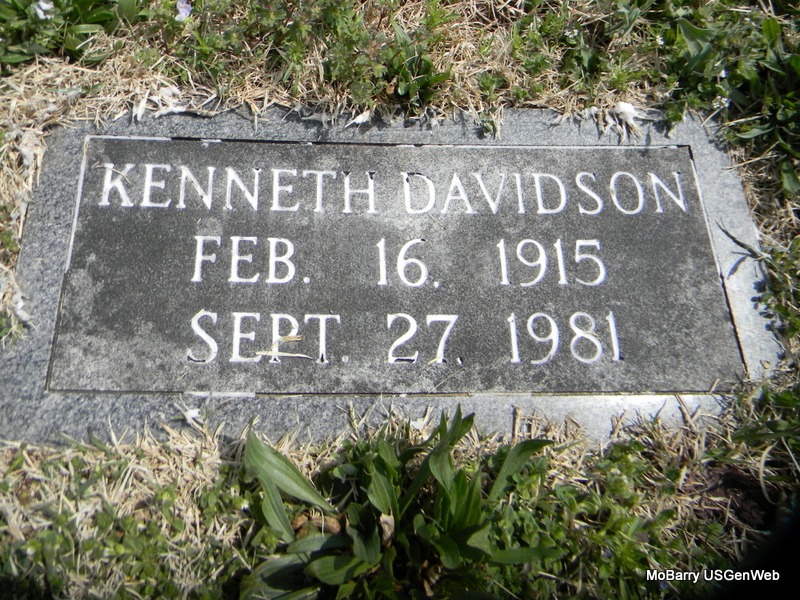 KENNETH DAVIDSON
FEB. 16. 1915
SEPT. 27. 1981
MoBarry USGenWeb